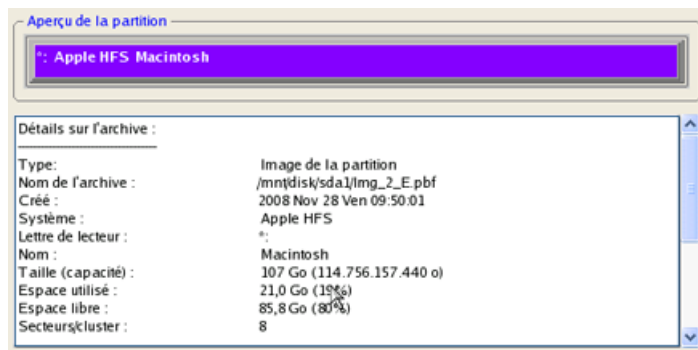 Aperçu de la partition
*: Apple HFS Macintosh
Détails sur l'archive :
Type: Image de la partition
Nom de l'archive : /mnt/disk/sda1/Img_2_E.pbf
Créé : 2008 Nov 28 Ven 09:50:01
Système : Apple HFS
Lettre de lecteur : *:
Nom : Macintosh
Taille (capacité) : 107 Go (114.756.157.440 o)
Espace utilisé : 21,0 Go (19%)
Espace libre : 85,8 Go (80%)
Secteurs/cluster : 8